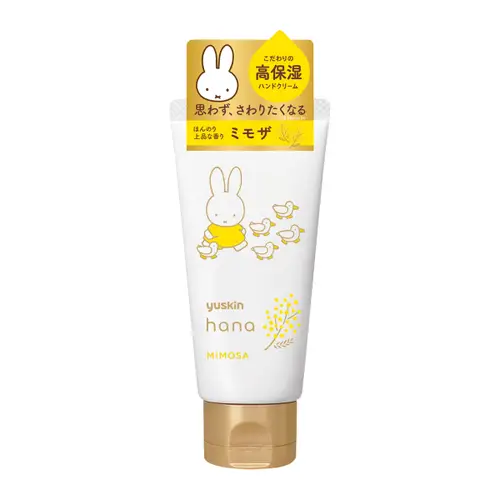 こだわりの
高保湿
ハンドクリーム
思わず、さわりたくなる
ほんのり
上品な香り
ミモザ
yuskin
hana
MiMOSA